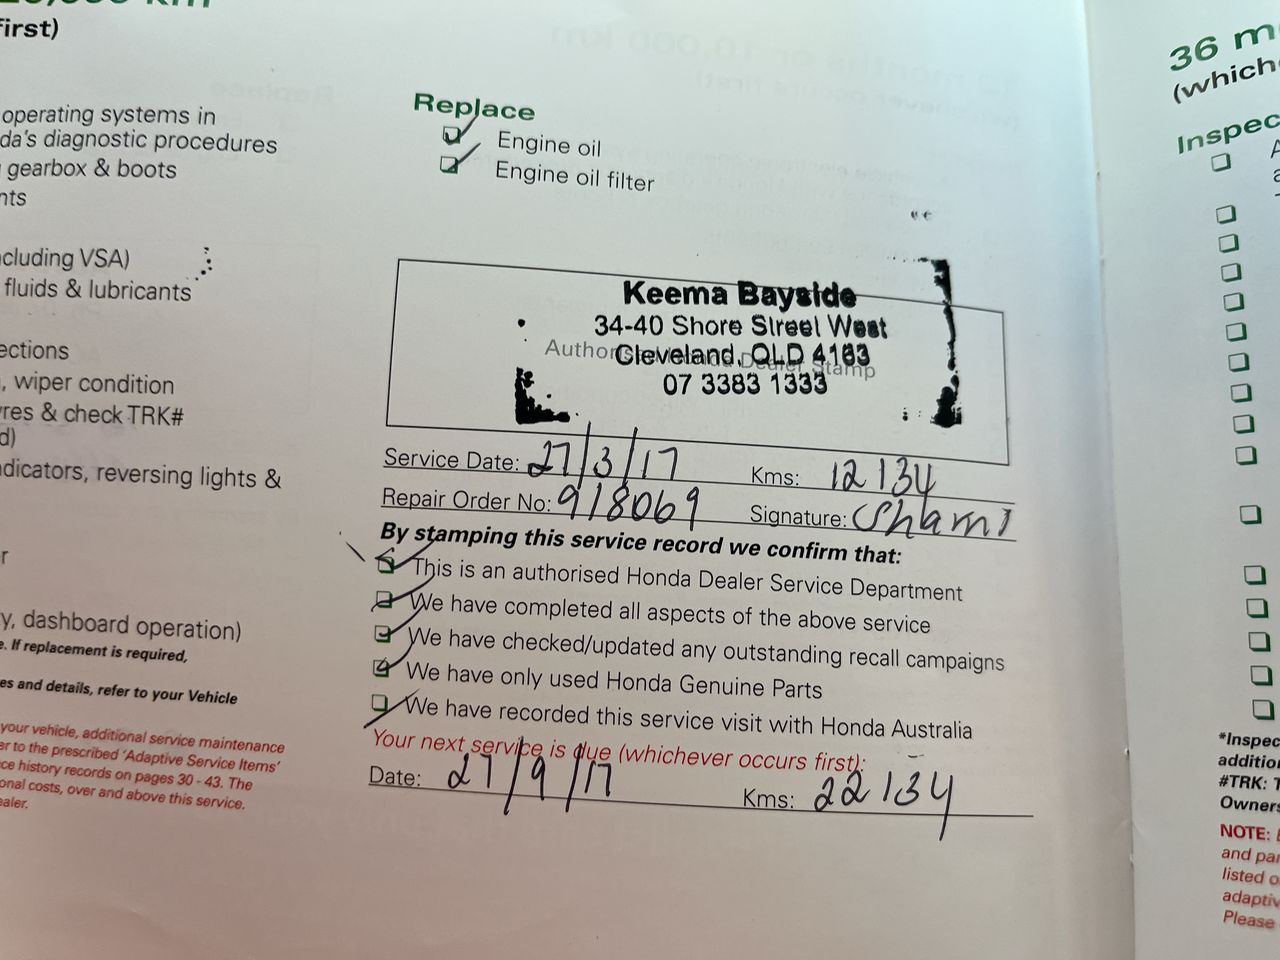 first)
operating systems in
da's diagnostic procedures
gearbox & boots
nts
cluding VSA)
fluids & lubricants
ections
, wiper condition
res & check TRK#
d)
dicators, reversing lights &
r
y, dashboard operation)
e. If replacement is required,
es and details, refer to your Vehicle
your vehicle, additional service maintenance
er to the prescribed 'Adaptive Service Items'
ce history records on pages 30 - 43. The
onal costs, over and above this service.
ealer.
Replace
Engine oil
Engine oil filter
Keema Bayside
34-40 Shore Street West
Cleveland, QLD 4163
Authorised Honda Dealer Stamp
07 3383 1333
Service Date: 27/3/17 Kms: 12134
Repair Order No: 918069 Signature: Shami
By stamping this service record we confirm that:
This is an authorised Honda Dealer Service Department
We have completed all aspects of the above service
We have checked/updated any outstanding recall campaigns
We have only used Honda Genuine Parts
We have recorded this service visit with Honda Australia
Your next service is due (whichever occurs first):
Date: 27/9/17 Kms: 22134
36 m
(which
Inspec
A
a
*Inspec
addition
#TRK: T
Owners
NOTE:
and par
listed o
adaptiv
Please